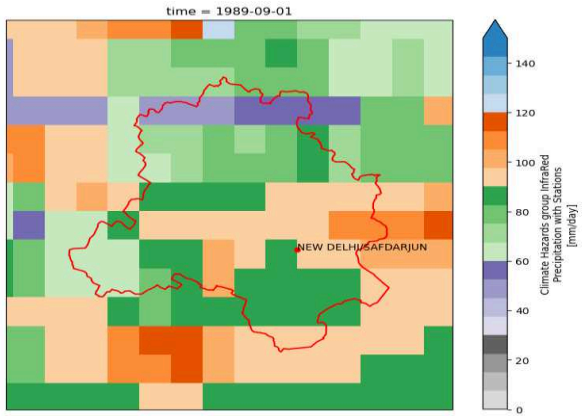 time = 1989-09-01
NEW DELHI/SAFDARJUN
140
120
100
80
60
40
20
0
Climate Hazards group InfraRed
Precipitation with Stations
[mm/day]